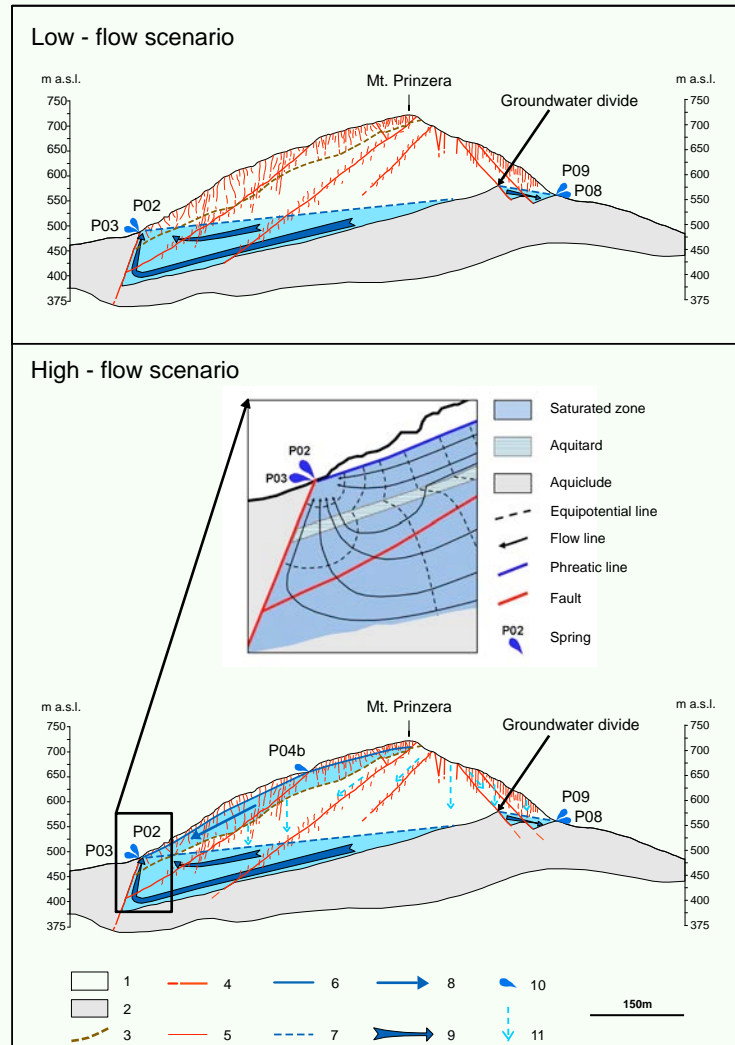 Low - flow scenario
m a.s.l.
Mt. Prinzera
m a.s.l.
Groundwater divide
750
700
650
600
550
500
450
400
375
750
700
650
600
550
500
450
400
375
P03
P02
P09
P08
High - flow scenario
P02
P03
Saturated zone
Aquitard
Aquiclude
Equipotential line
Flow line
Phreatic line
Fault
P02
Spring
m a.s.l.
Mt. Prinzera
m a.s.l.
Groundwater divide
750
700
650
600
550
500
450
400
375
750
700
650
600
550
500
450
400
375
P04b
P03
P02
P09
P08
1 4 6 8 10
2 5 7 9 11
3
150m